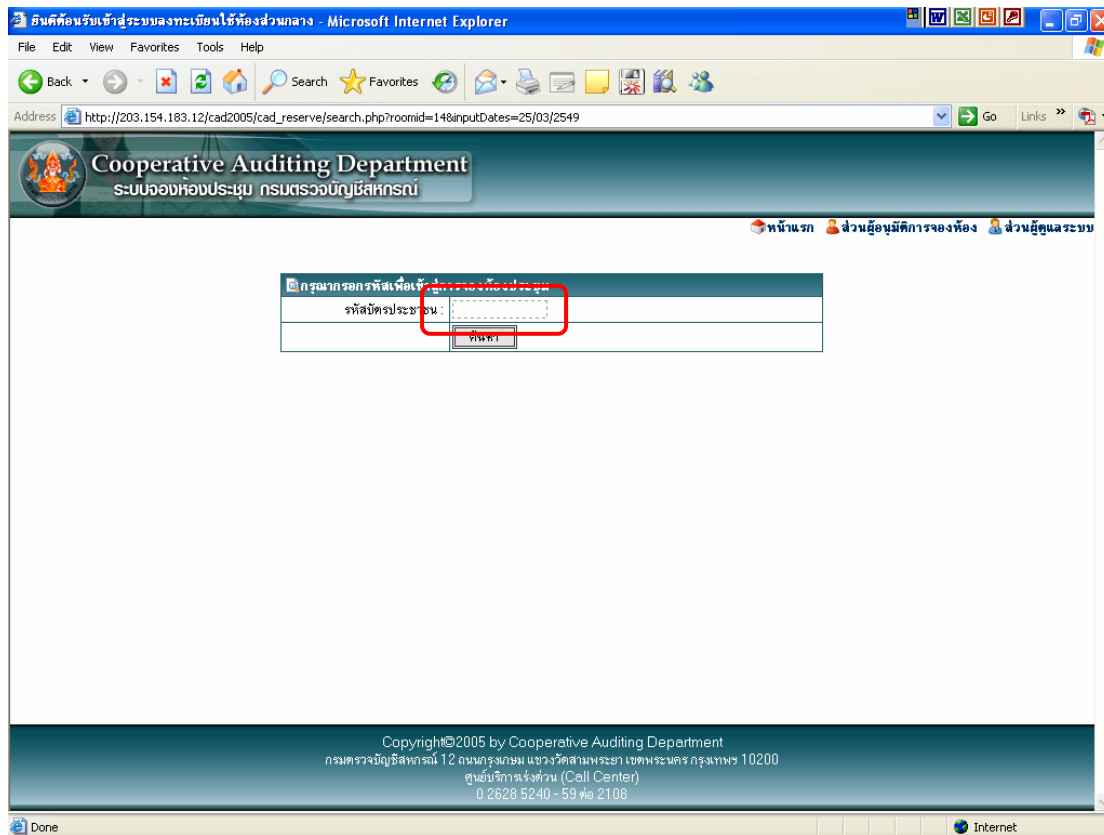 ยินดีต้อนรับเข้าสู่ระบบลงทะเบียนใช้ห้องส่วนกลาง - Microsoft Internet Explorer
File Edit View Favorites Tools Help
Back Search Favorites
Address http://203.154.183.12/cad2005/cad_reserve/search.php?roomid=14&inputDates=25/03/2549 Go Links »
Cooperative Auditing Department
ระบบจองห้องประชุม กรมตรวจบัญชีสหกรณ์
หน้าแรก ส่วนผู้อนุมัติการจองห้อง ส่วนผู้ดูแลระบบ
กรุณากรอกรหัสเพื่อเข้าสู่การจองห้องประชุม
รหัสบัตรประชาชน :
ค้นหา
Copyright©2005 by Cooperative Auditing Department
กรมตรวจบัญชีสหกรณ์ 12 ถนนกรุงเกษม แขวงวัดสามพระยา เขตพระนคร กรุงเทพฯ 10200
ศูนย์บริการเร่งด่วน (Call Center)
0 2628 5240 - 59 ต่อ 2108
Done Internet